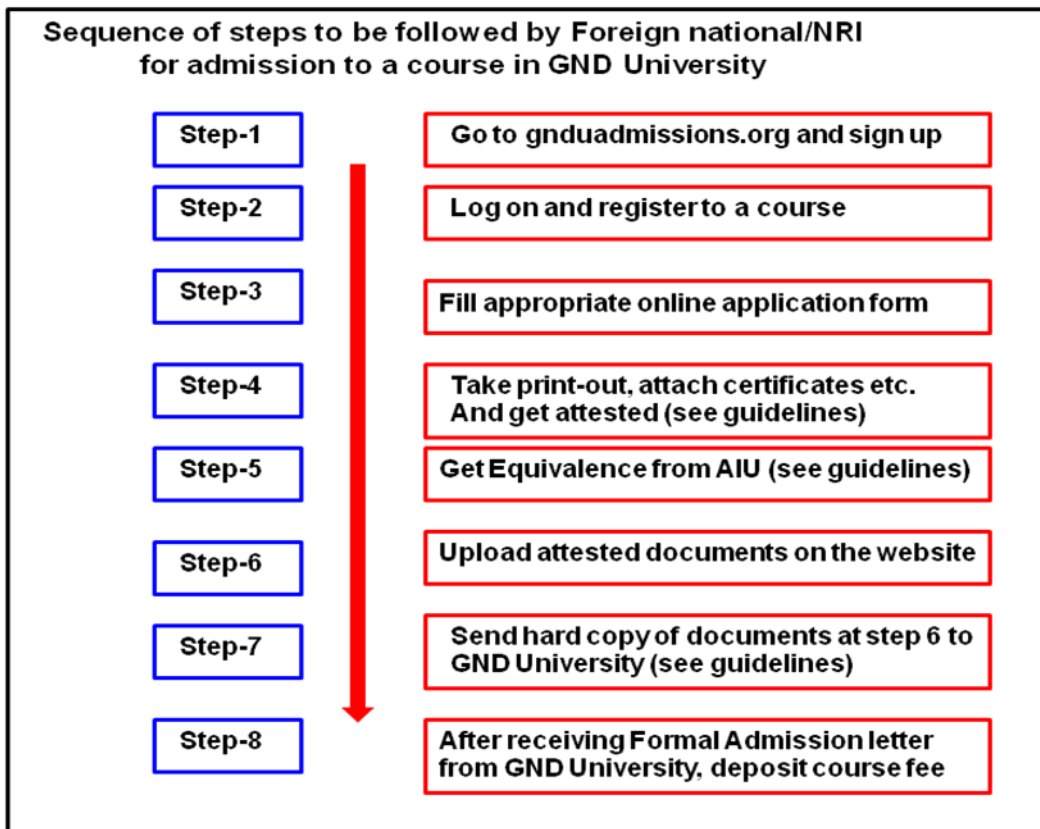 Sequence of steps to be followed by Foreign national/NRI
for admission to a course in GND University
Step-1
Go to gnduadmissions.org and sign up
Step-2
Log on and register to a course
Step-3
Fill appropriate online application form
Step-4
Take print-out, attach certificates etc.
And get attested (see guidelines)
Step-5
Get Equivalence from AIU (see guidelines)
Step-6
Upload attested documents on the website
Step-7
Send hard copy of documents at step 6 to
GND University (see guidelines)
Step-8
After receiving Formal Admission letter
from GND University, deposit course fee